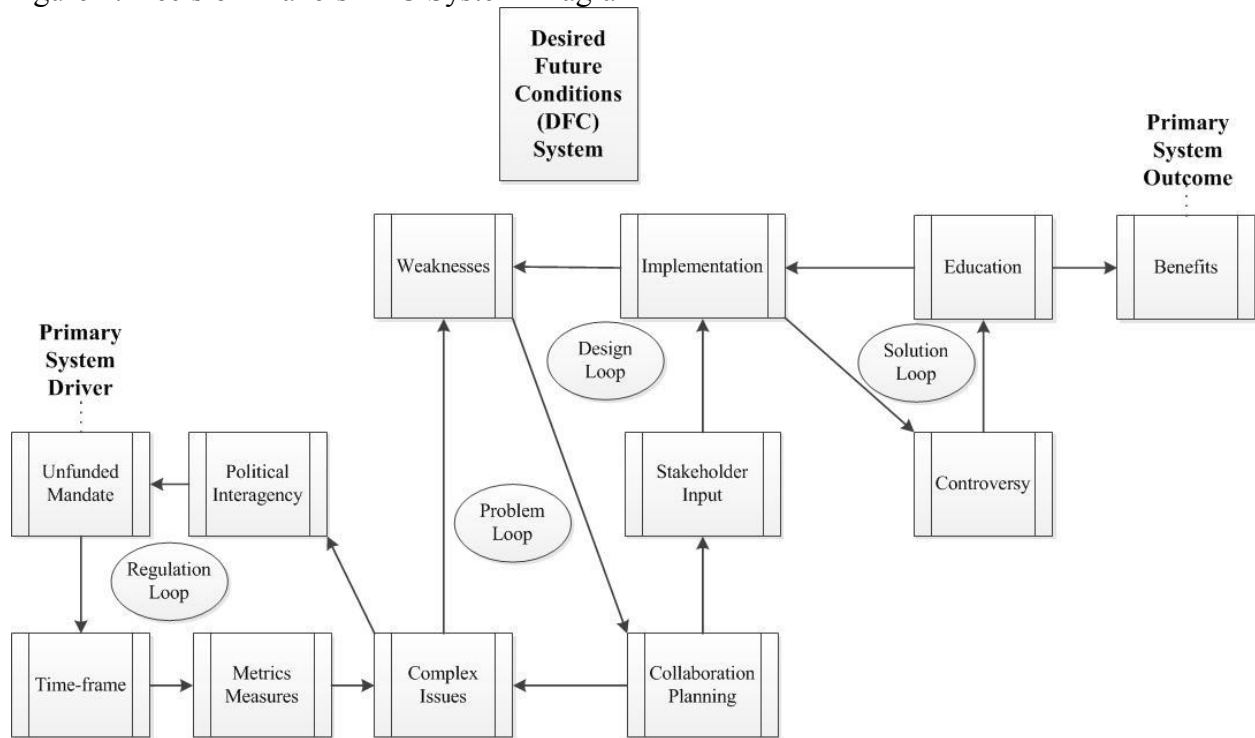 Desired
Future
Conditions
(DFC)
System
Primary
System
Outcome
Weaknesses
Implementation
Education
Benefits
Primary
System
Driver
Design
Loop
Solution
Loop
Unfunded
Mandate
Political
Interagency
Stakeholder
Input
Controversy
Problem
Loop
Regulation
Loop
Time-frame
Metrics
Measures
Complex
Issues
Collaboration
Planning